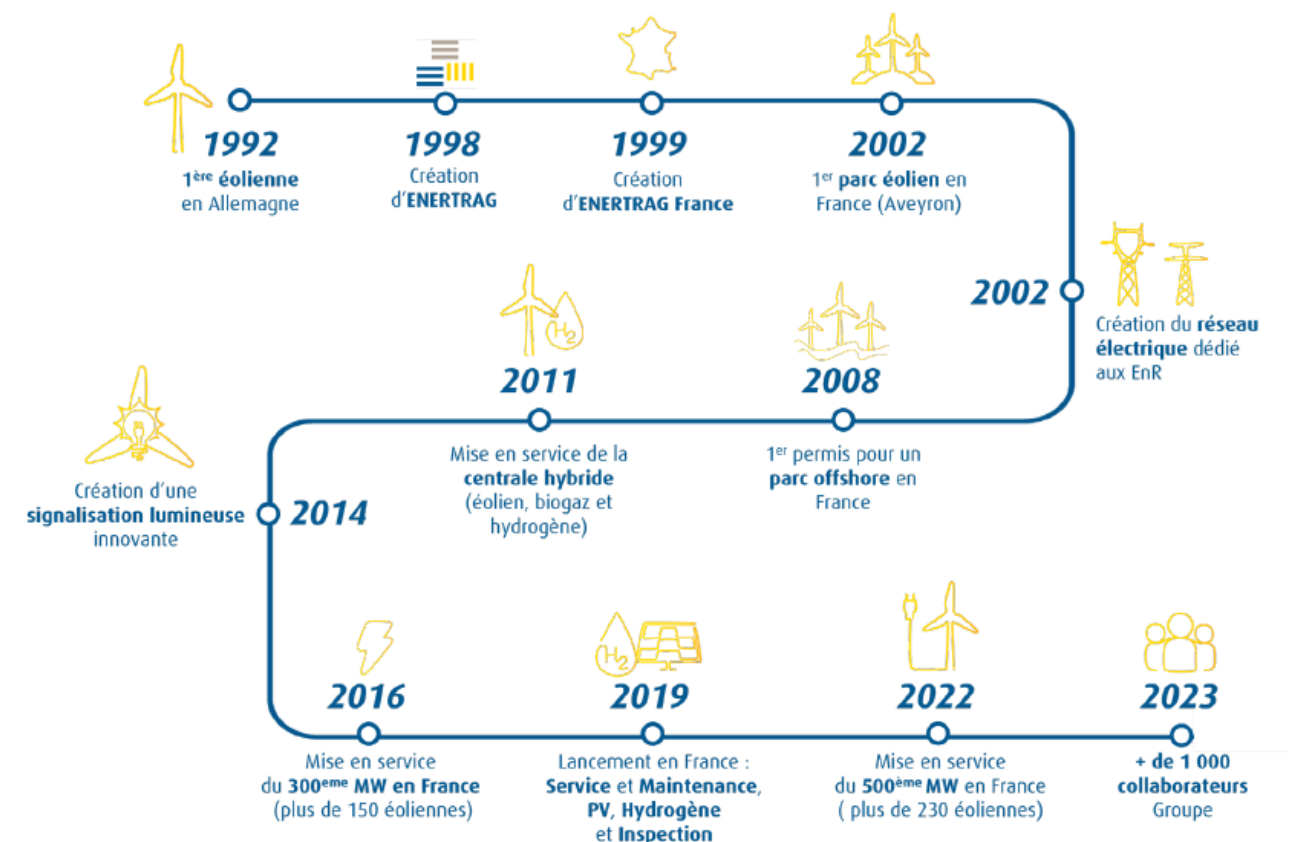 1992
1ère éolienne
en Allemagne
1998
Création
d'ENERTRAG
1999
Création
d'ENERTRAG France
2002
1er parc éolien en
France (Aveyron)
2002
Création du réseau
électrique dédié
aux EnR
2008
1er permis pour un
parc offshore en
France
H2
2011
Mise en service de la
centrale hybride
(éolien, biogaz et
hydrogène)
Création d'une
signalisation lumineuse
innovante
2014
2016
Mise en service
du 300eme MW en France
(plus de 150 éoliennes)
H2
2019
Lancement en France :
Service et Maintenance,
PV, Hydrogène
et Inspection
2022
Mise en service
du 500ème MW en France
( plus de 230 éoliennes)
2023
+ de 1 000
collaborateurs
Groupe